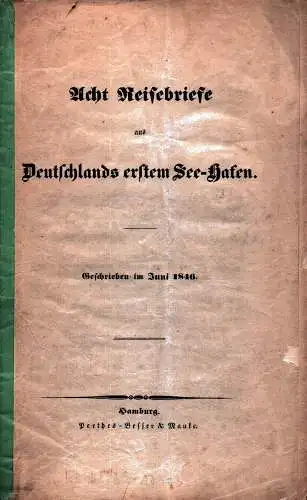 Acht Reisebriefe
aus
Deutschlands erstem See-Hafen.
Geschrieben im Juni 1846.
Hamburg.
Perthes-Besser & Mauke.